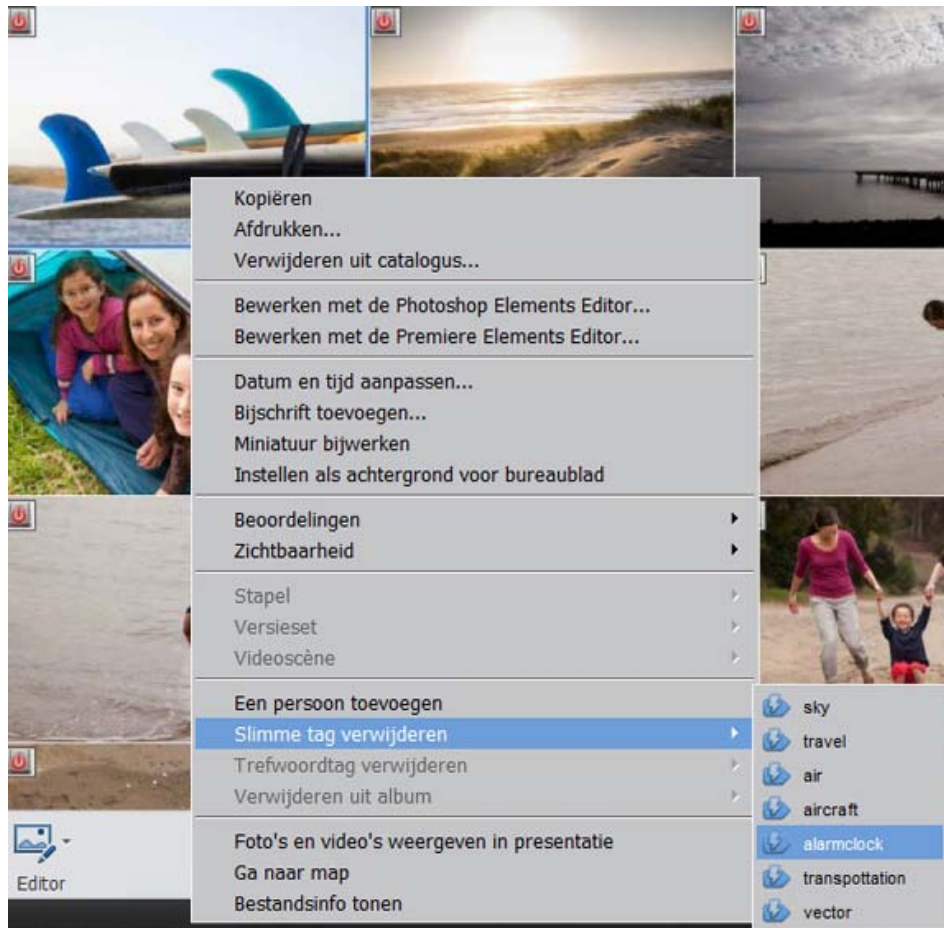 Kopiëren
Afdrukken...
Verwijderen uit catalogus...
Bewerken met de Photoshop Elements Editor...
Bewerken met de Premiere Elements Editor...
Datum en tijd aanpassen...
Bijschrift toevoegen...
Miniatuur bijwerken
Instellen als achtergrond voor bureaublad
Beoordelingen
Zichtbaarheid
Stapel
Versieset
Videoscène
Een persoon toevoegen
Slimme tag verwijderen
Trefwoordtag verwijderen
Verwijderen uit album
Foto's en video's weergeven in presentatie
Ga naar map
Bestandsinfo tonen
sky
travel
air
aircraft
alarmclock
transpottation
vector
Editor